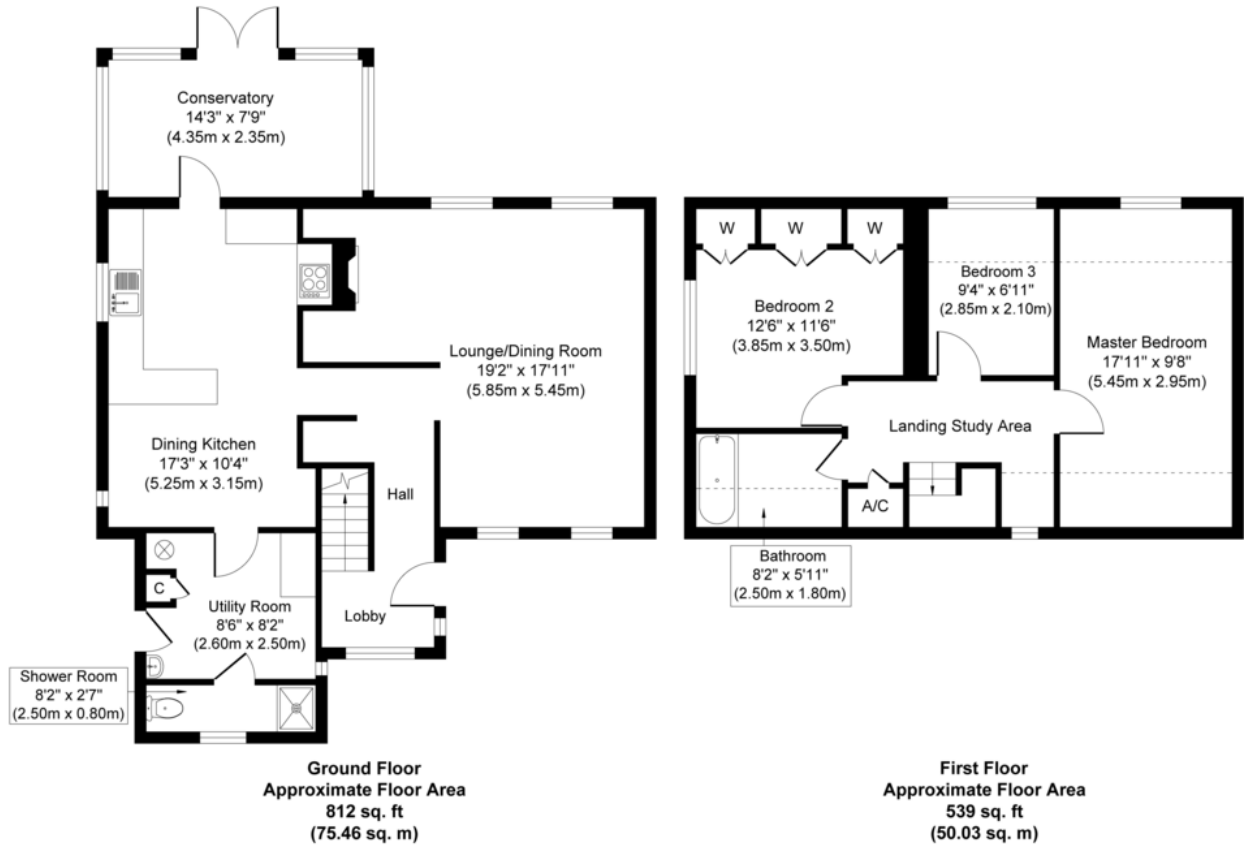 Conservatory
14'3" x 7'9"
(4.35m x 2.35m)
Lounge/Dining Room
19'2" x 17'11"
(5.85m x 5.45m)
Dining Kitchen
17'3" x 10'4"
(5.25m x 3.15m)
Hall
C
Utility Room
8'6" x 8'2"
(2.60m x 2.50m)
Lobby
Shower Room
8'2" x 2'7"
(2.50m x 0.80m)
Ground Floor
Approximate Floor Area
812 sq. ft
(75.46 sq. m)
W
W
W
Bedroom 3
9'4" x 6'11"
(2.85m x 2.10m)
Bedroom 2
12'6" x 11'6"
(3.85m x 3.50m)
Master Bedroom
17'11" x 9'8"
(5.45m x 2.95m)
Landing Study Area
A/C
Bathroom
8'2" x 5'11"
(2.50m x 1.80m)
First Floor
Approximate Floor Area
539 sq. ft
(50.03 sq. m)